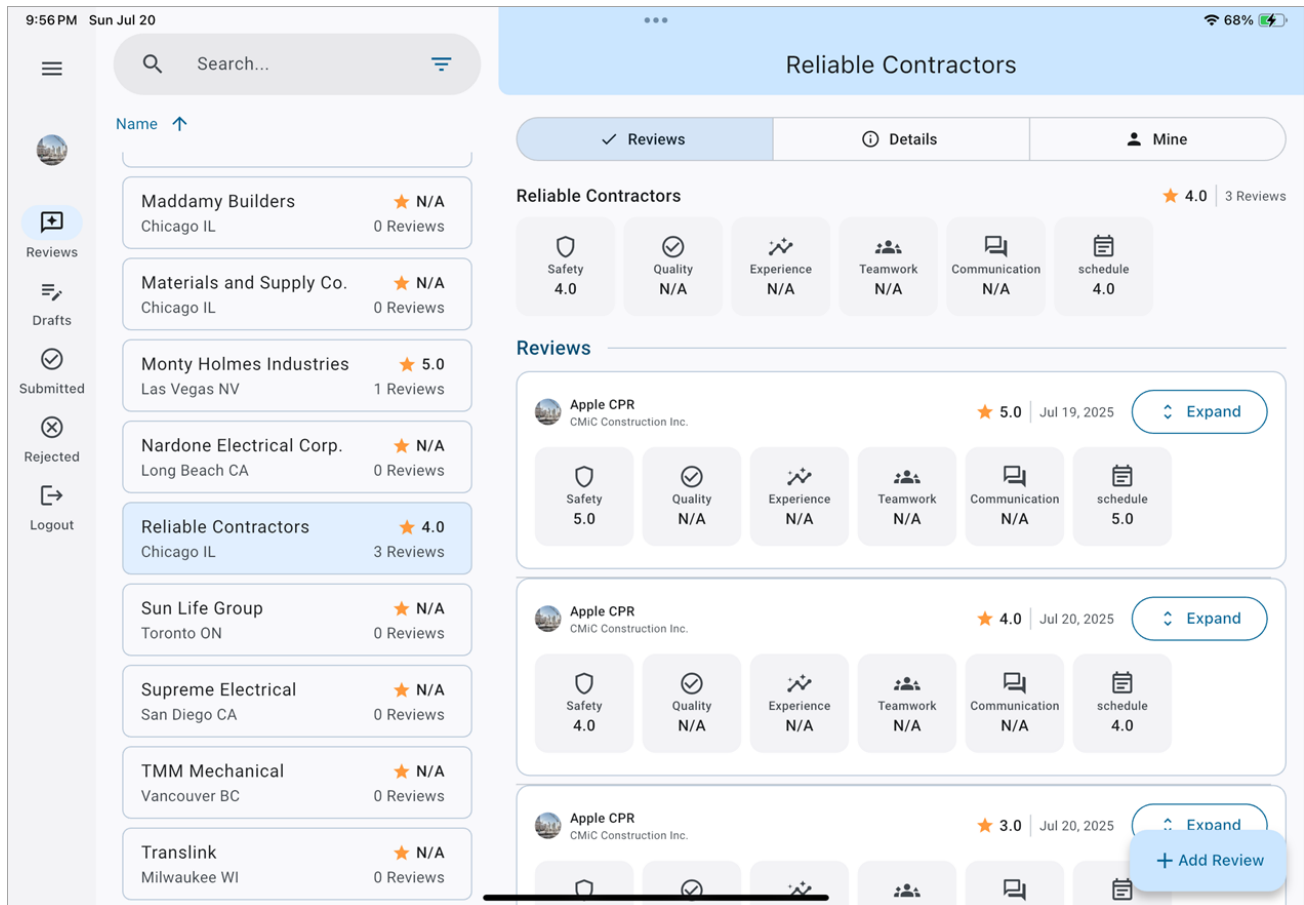 9:56 PM Sun Jul 20
68%
Search...
Name
Maddamy Builders N/A
Chicago IL 0 Reviews
Materials and Supply Co. N/A
Chicago IL 0 Reviews
Monty Holmes Industries 5.0
Las Vegas NV 1 Reviews
Nardone Electrical Corp. N/A
Long Beach CA 0 Reviews
Reliable Contractors 4.0
Chicago IL 3 Reviews
Sun Life Group N/A
Toronto ON 0 Reviews
Supreme Electrical N/A
San Diego CA 0 Reviews
TMM Mechanical N/A
Vancouver BC 0 Reviews
Translink N/A
Milwaukee WI 0 Reviews
Reviews
Drafts
Submitted
Rejected
Logout
Reliable Contractors
Reviews Details Mine
Reliable Contractors 4.0 3 Reviews
Safety Quality Experience Teamwork Communication schedule
4.0 N/A N/A N/A N/A 4.0
Reviews
Apple CPR
CMiC Construction Inc.
5.0 Jul 19, 2025 Expand
Safety Quality Experience Teamwork Communication schedule
5.0 N/A N/A N/A N/A 5.0
Apple CPR
CMiC Construction Inc.
4.0 Jul 20, 2025 Expand
Safety Quality Experience Teamwork Communication schedule
4.0 N/A N/A N/A N/A 4.0
Apple CPR
CMiC Construction Inc.
3.0 Jul 20, 2025 Expand
+ Add Review